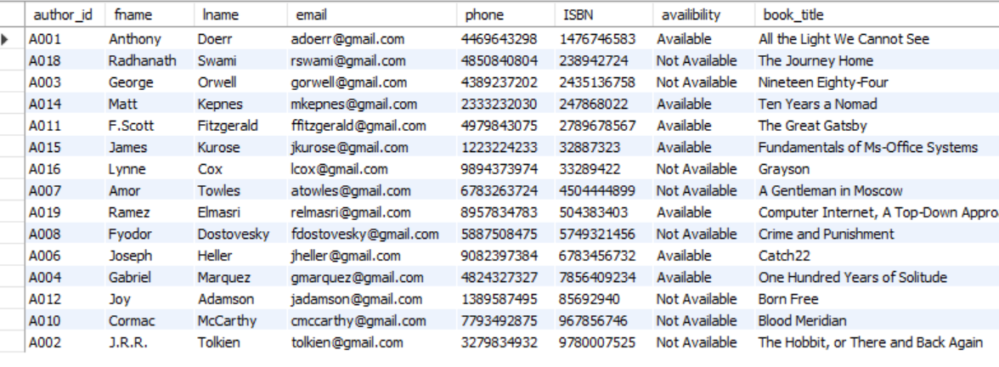 author_id fname lname email phone ISBN availibility book_title
A001 Anthony Doerr adoerr@gmail.com 4469643298 1476746583 Available All the Light We Cannot See
A018 Radhanath Swami rswami@gmail.com 4850840804 238942724 Not Available The Journey Home
A003 George Orwell gorwell@gmail.com 4389237202 2435136758 Not Available Nineteen Eighty-Four
A014 Matt Kepnes mkepnes@gmail.com 2333232030 247868022 Available Ten Years a Nomad
A011 F.Scott Fitzgerald ffitzgerald@gmail.com 4979843075 2789678567 Available The Great Gatsby
A015 James Kurose jkurose@gmail.com 1223224233 32887323 Available Fundamentals of Ms-Office Systems
A016 Lynne Cox lcox@gmail.com 9894373974 33289422 Not Available Grayson
A007 Amor Towles atowles@gmail.com 6783263724 4504444899 Not Available A Gentleman in Moscow
A019 Ramez Elmasri relmasri@gmail.com 8957834783 504383403 Available Computer Internet, A Top-Down Appro
A008 Fyodor Dostovesky fdostovesky@gmail.com 5887508475 5749321456 Not Available Crime and Punishment
A006 Joseph Heller jheller@gmail.com 9082397384 6783456732 Available Catch22
A004 Gabriel Marquez gmarquez@gmail.com 4824327327 7856409234 Available One Hundred Years of Solitude
A012 Joy Adamson jadamson@gmail.com 1389587495 85692940 Not Available Born Free
A010 Cormac McCarthy cmccarthy@gmail.com 7793492875 967856746 Not Available Blood Meridian
A002 J.R.R. Tolkien tolkien@gmail.com 3279834932 9780007525 Not Available The Hobbit, or There and Back Again